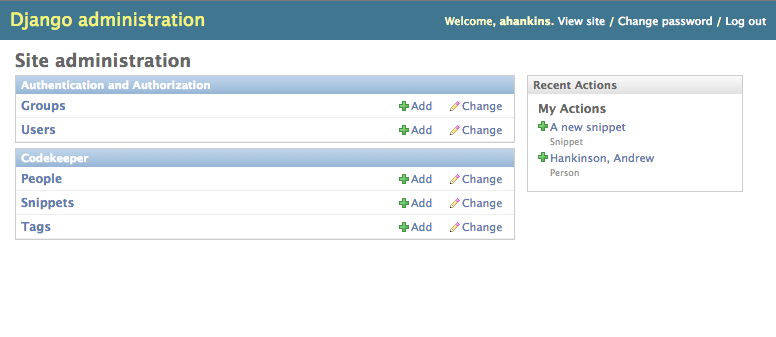 Django administration
Welcome, ahankins. View site / Change password / Log out
Site administration
Authentication and Authorization
Groups Add Change
Users Add Change
Codekeeper
People Add Change
Snippets Add Change
Tags Add Change
Recent Actions
My Actions
A new snippet
Snippet
Hankinson, Andrew
Person